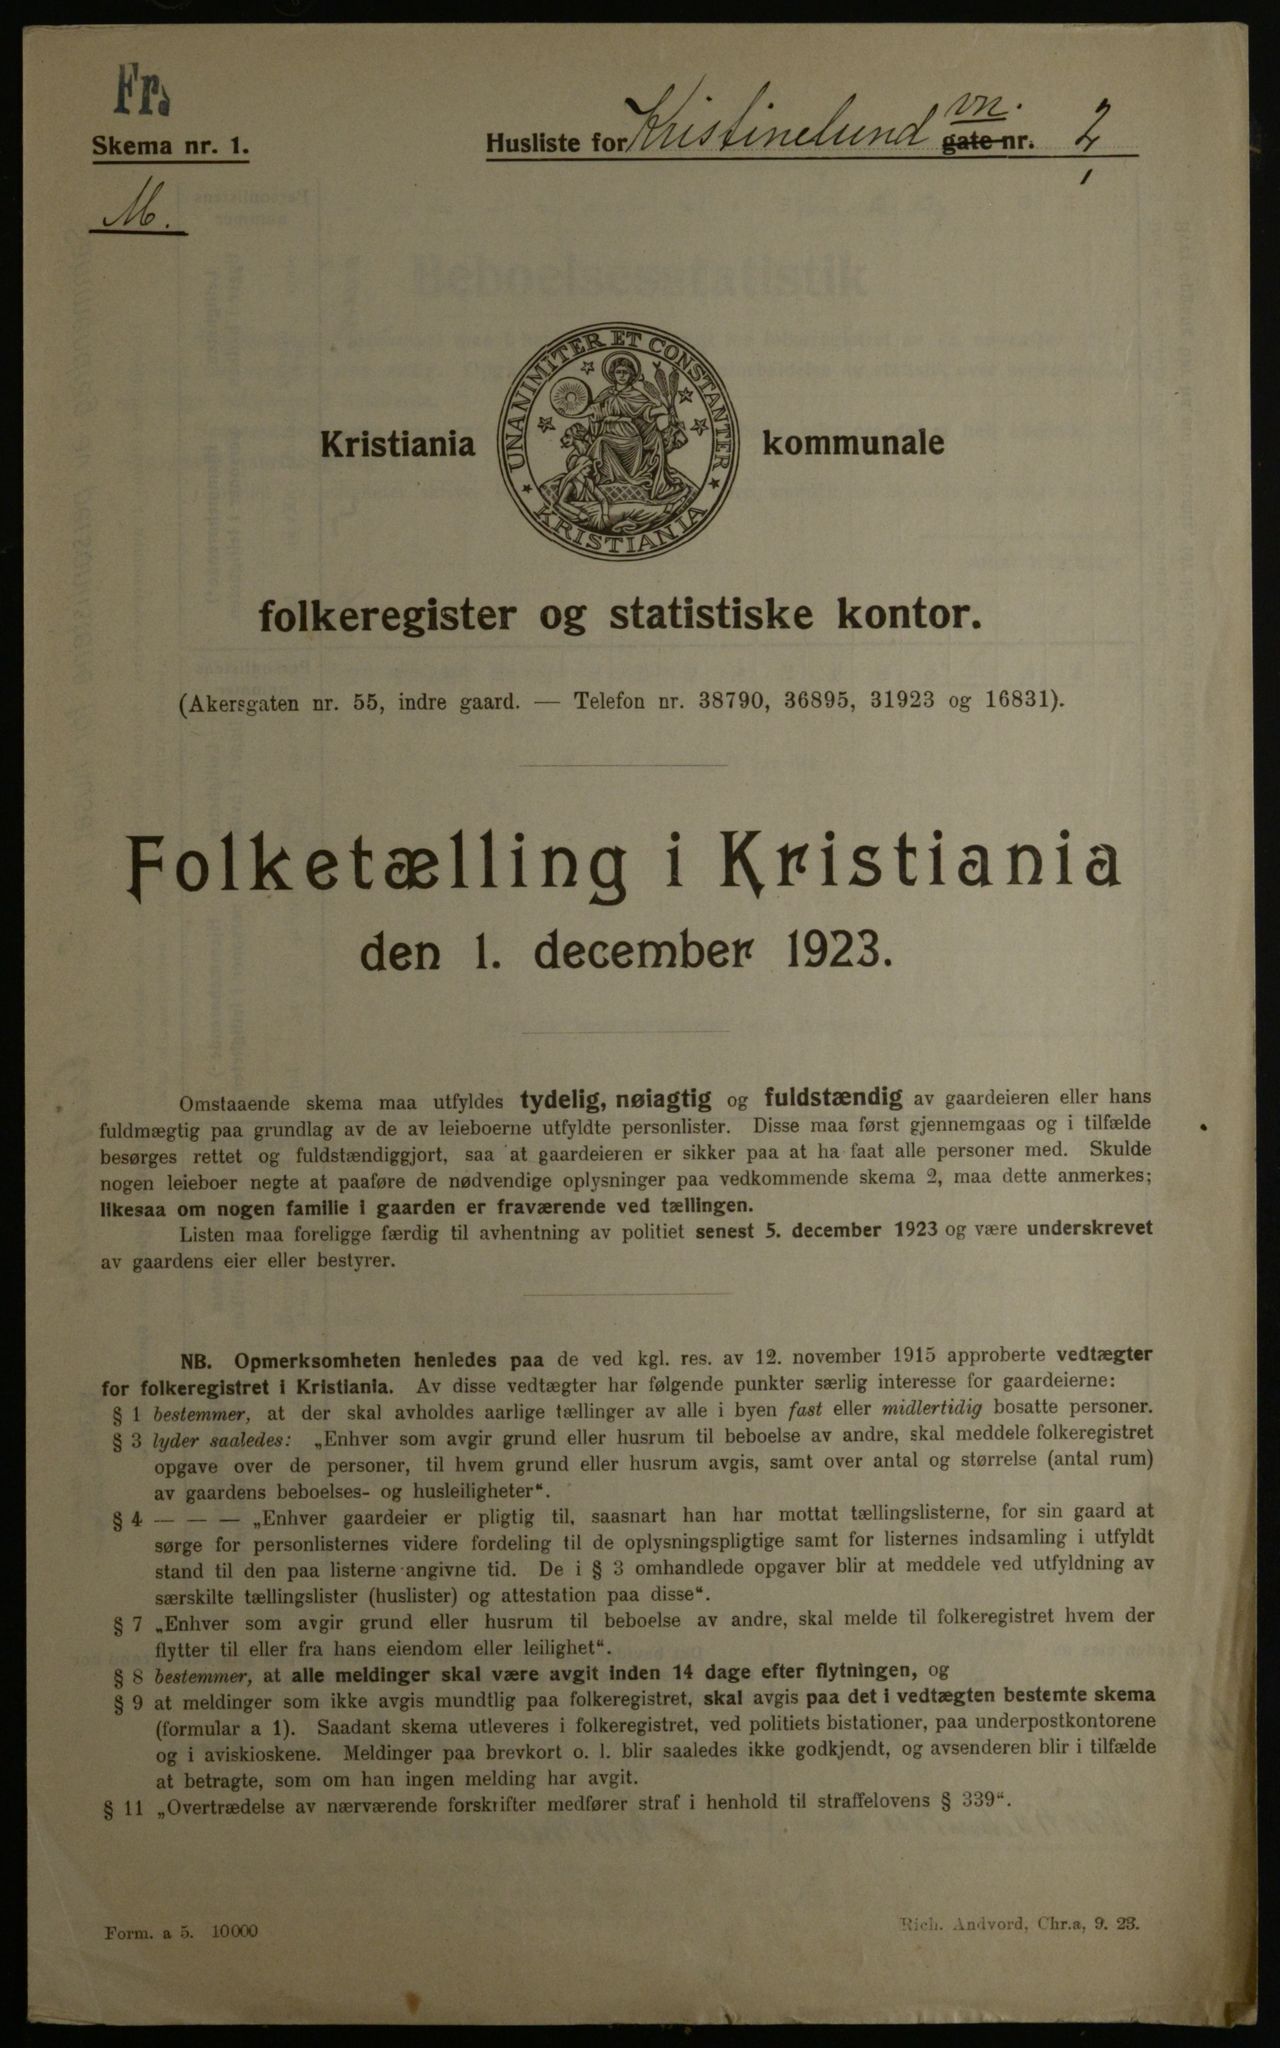 Fr.
Skema nr. 1.
Husliste for Kristinelund vn. gate nr. 2
M.
UNANIMITER ET CONSTANTER
KRISTIANIA
Kristiania kommunale
folkeregister og statistiske kontor.
(Akersgaten nr. 55, indre gaard. — Telefon nr. 38790, 36895, 31923 og 16831).
Folketælling i Kristiania
den 1. december 1923.
Omstaaende skema maa utfyldes tydelig, nøiagtig og fuldstændig av gaardeieren eller hans
fuldmægtig paa grundlag av de av leieboerne utfyldte personlister. Disse maa først gjennemgaas og i tilfælde
besørges rettet og fuldstændiggjort, saa at gaardeieren er sikker paa at ha faat alle personer med. Skulde
nogen leieboer negte at paaføre de nødvendige oplysninger paa vedkommende skema 2, maa dette anmerkes;
likesaa om nogen familie i gaarden er fraværende ved tællingen.
Listen maa foreligge færdig til avhentning av politiet senest 5. december 1923 og være underskrevet
av gaardens eier eller bestyrer.
NB. Opmerksomheten henledes paa de ved kgl. res. av 12. november 1915 approberte vedtægter
for folkeregistret i Kristiania. Av disse vedtægter har følgende punkter særlig interesse for gaardeierne:
§ 1 bestemmer, at der skal avholdes aarlige tællinger av alle i byen fast eller midlertidig bosatte personer.
§ 3 lyder saaledes: „Enhver som avgir grund eller husrum til beboelse av andre, skal meddele folkeregistret
opgave over de personer, til hvem grund eller husrum avgis, samt over antal og størrelse (antal rum)
av gaardens beboelses- og husleiligheter“.
§ 4 — — — „Enhver gaardeier er pligtig til, saasnart han har mottat tællingslisterne, for sin gaard at
sørge for personlisternes videre fordeling til de oplysningspligtige samt for listernes indsamling i utfyldt
stand til den paa listerne angivne tid. De i § 3 omhandlede opgaver blir at meddele ved utfyldning av
særskilte tællingslister (huslister) og attestation paa disse“.
§ 7 „Enhver som avgir grund eller husrum til beboelse av andre, skal melde til folkeregistret hvem der
flytter til eller fra hans eiendom eller leilighet“.
§ 8 bestemmer, at alle meldinger skal være avgit inden 14 dage efter flytningen, og
§ 9 at meldinger som ikke avgis mundtlig paa folkeregistret, skal avgis paa det i vedtægten bestemte skema
(formular a 1). Saadant skema utleveres i folkeregistret, ved politiets bistationer, paa underpostkontorene
og i aviskioskene. Meldinger paa brevkort o. l. blir saaledes ikke godkjendt, og avsenderen blir i tilfælde
at betragte, som om han ingen melding har avgit.
§ 11 „Overtrædelse av nærværende forskrifter medfører straf i henhold til straffelovens § 339“.
Form. a 5. 10000
Rich. Andvord, Chr.a, 9. 23.